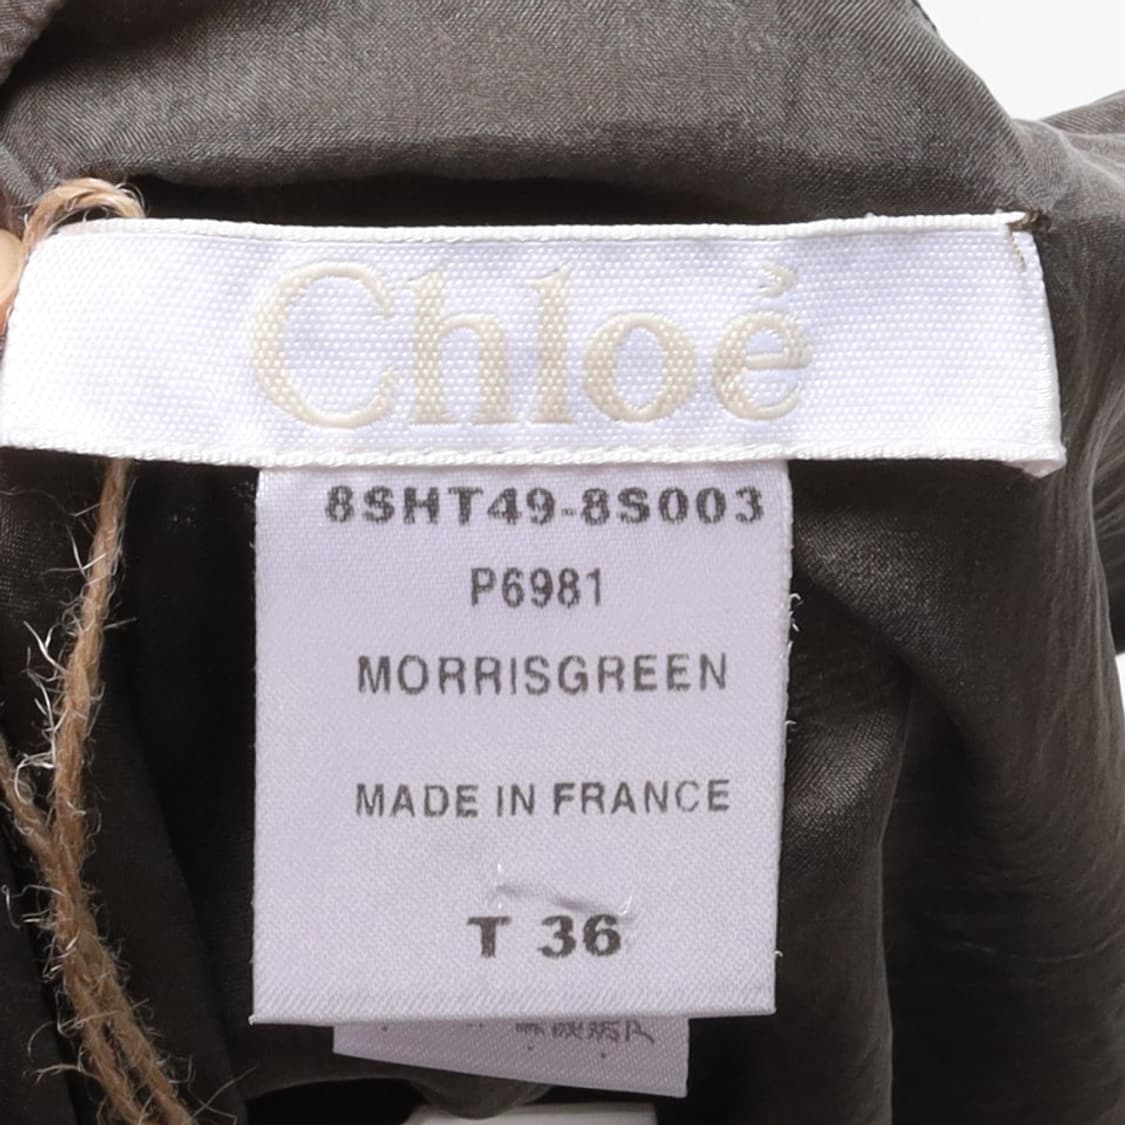 Chloé
8SHT49-8S003
P6981
MORRISGREEN
MADE IN FRANCE
T 36